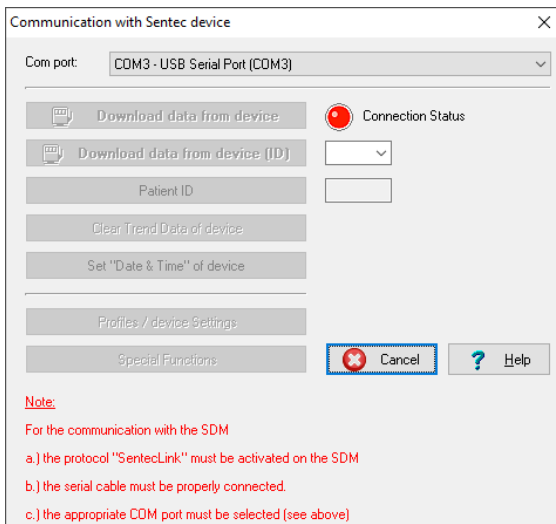 Communication with Sentec device
Com port: COM3 - USB Serial Port (COM3)
Download data from device Connection Status
Download data from device (ID)
Patient ID
Clear Trend Data of device
Set "Date & Time" of device
Profiles / device Settings
Special Functions Cancel ? Help
Note:
For the communication with the SDM
a.) the protocol "SentecLink" must be activated on the SDM
b.) the serial cable must be properly connected.
c.) the appropriate COM port must be selected (see above)